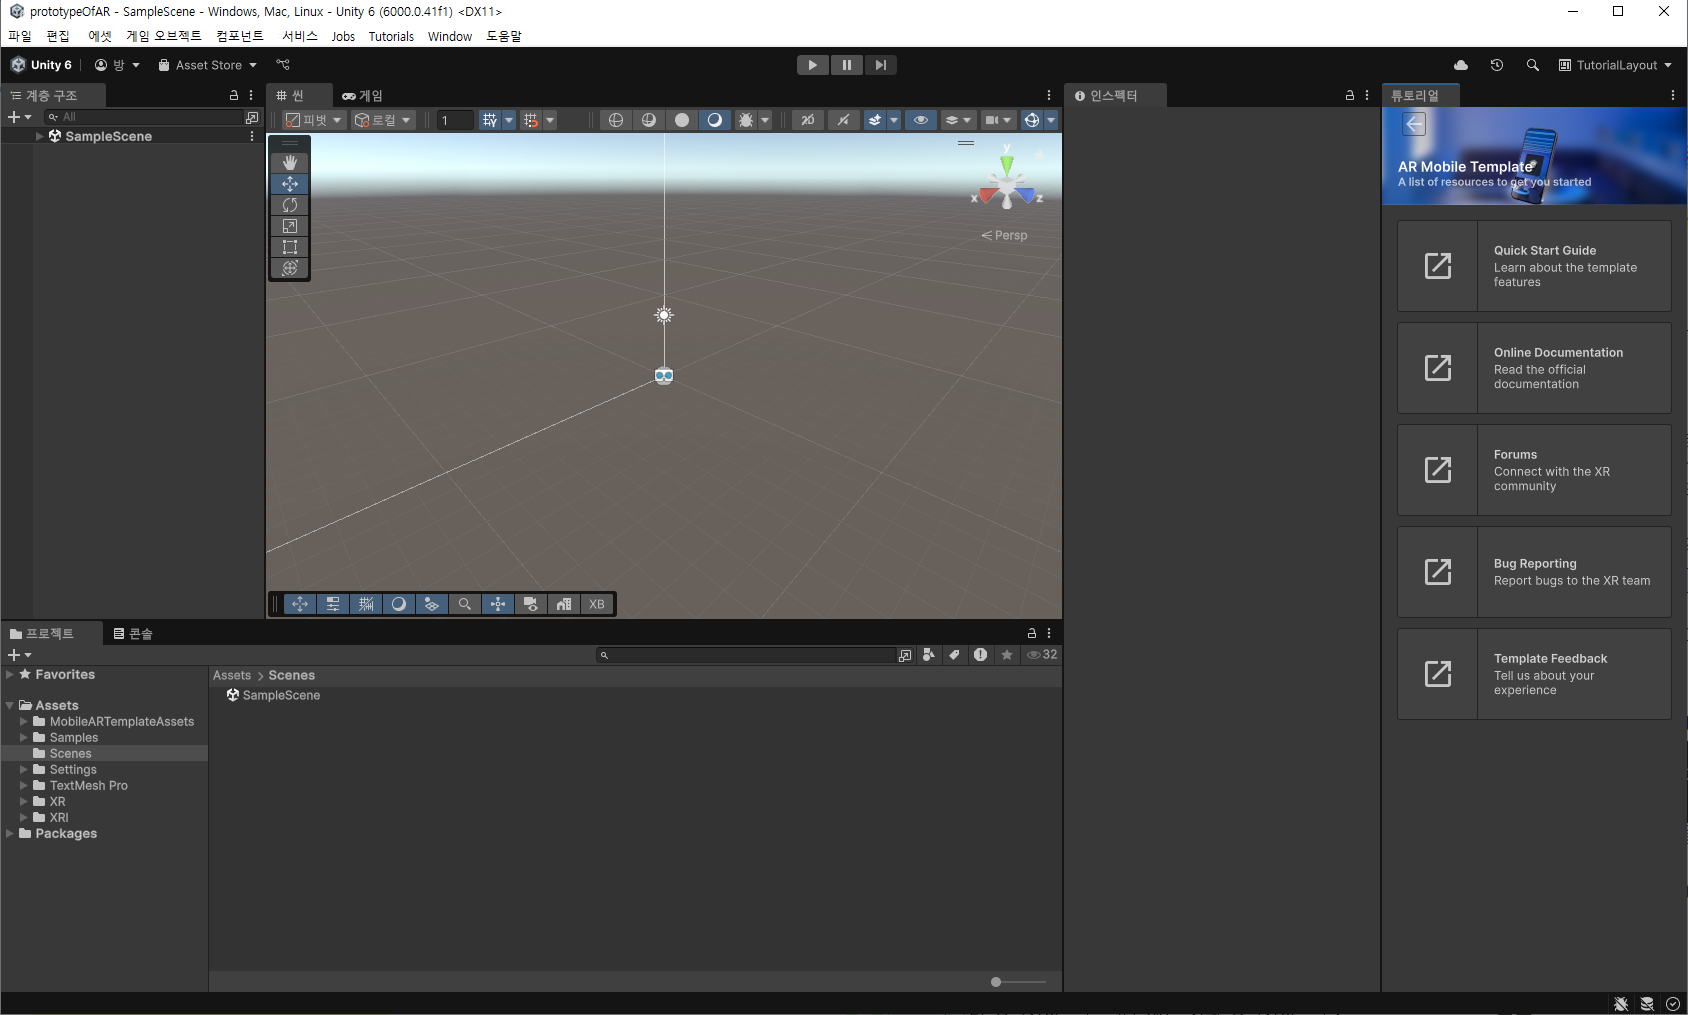 prototypeOfAR - SampleScene - Windows, Mac, Linux - Unity 6 (6000.0.41f1) <DX11>
파일 편집 에셋 게임 오브젝트 컴포넌트 서비스 Jobs Tutorials Window 도움말
Unity 6 방 Asset Store TutorialLayout
계층 구조
All
SampleScene
씬 게임
피벗 로컬 1 2D
y
x z
Persp
XB
인스펙터
튜토리얼
AR Mobile Template
A list of resources to get you started
Quick Start Guide
Learn about the template
features
Online Documentation
Read the official
documentation
Forums
Connect with the XR
community
Bug Reporting
Report bugs to the XR team
Template Feedback
Tell us about your
experience
프로젝트 콘솔
32
Favorites
Assets
MobileARTemplateAssets
Samples
Scenes
Settings
TextMesh Pro
XR
XRI
Packages
Assets > Scenes
SampleScene